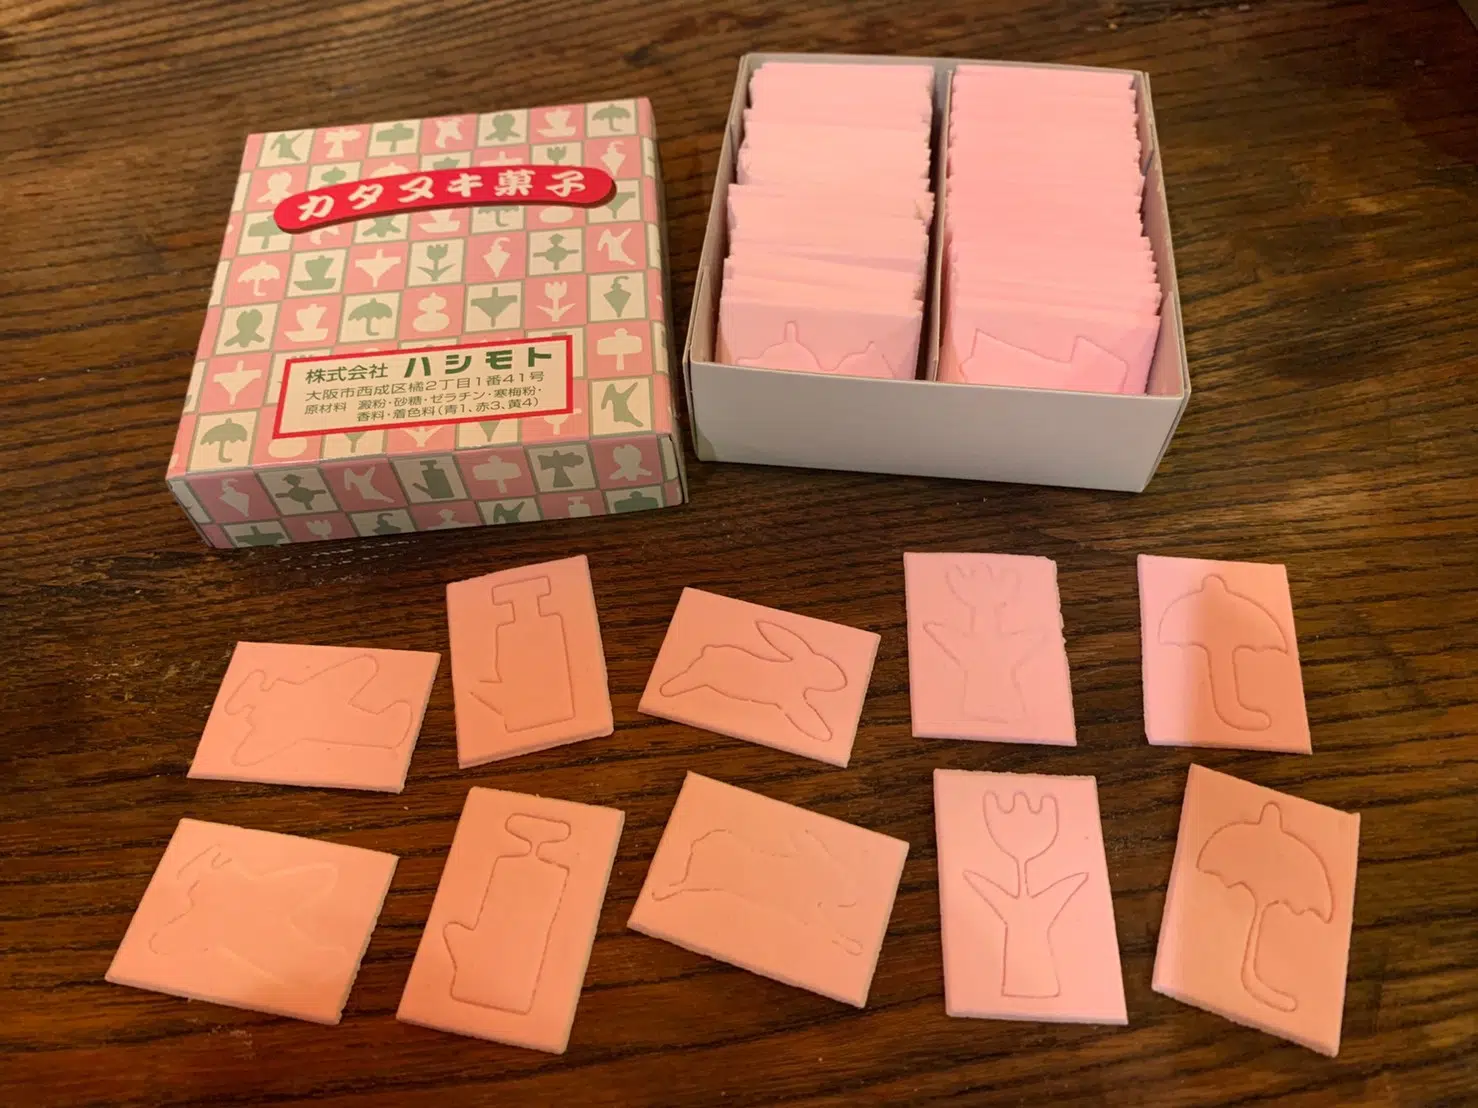 カタヌキ菓子
株式会社 ハシモト
大阪市西成区橘2丁目1番41号
原材料 澱粉・砂糖・ゼラチン・寒梅粉・
香料・着色料(青1、赤3、黄4)